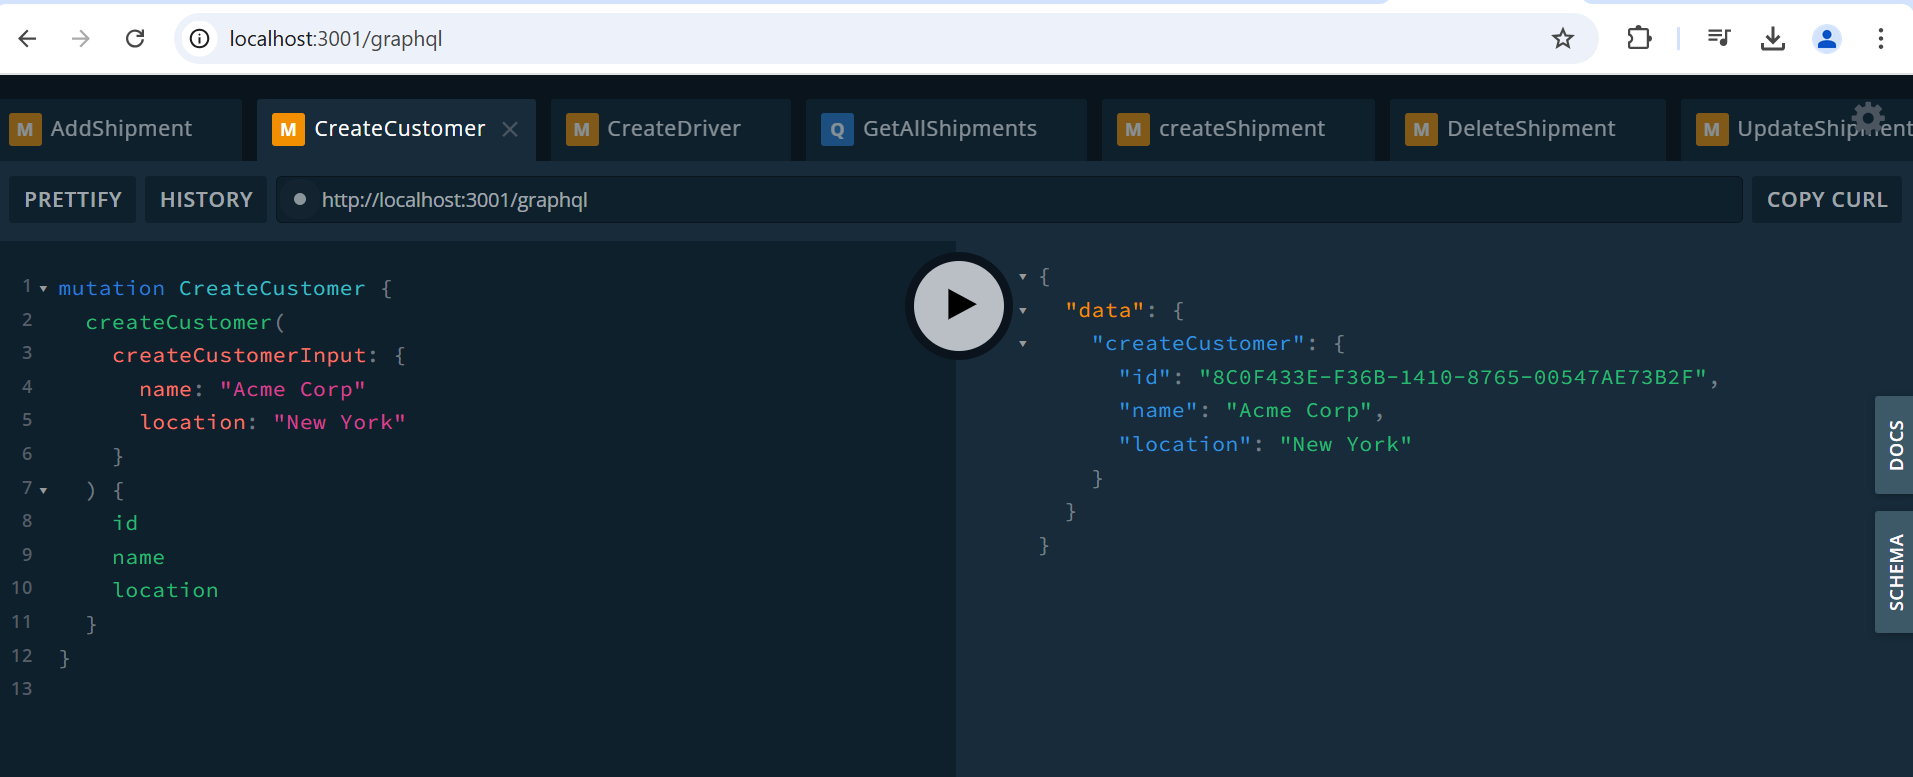 localhost:3001/graphql
M AddShipment
M CreateCustomer
M CreateDriver
Q GetAllShipments
M createShipment
M DeleteShipment
M UpdateShipment
PRETTIFY
HISTORY
http://localhost:3001/graphql
COPY CURL
1 mutation CreateCustomer {
2 createCustomer(
3 createCustomerInput: {
4 name: "Acme Corp"
5 location: "New York"
6 }
7 ) {
8 id
9 name
10 location
11 }
12 }
13
{
"data": {
"createCustomer": {
"id": "8C0F433E-F36B-1410-8765-00547AE73B2F",
"name": "Acme Corp",
"location": "New York"
}
}
}
DOCS
SCHEMA